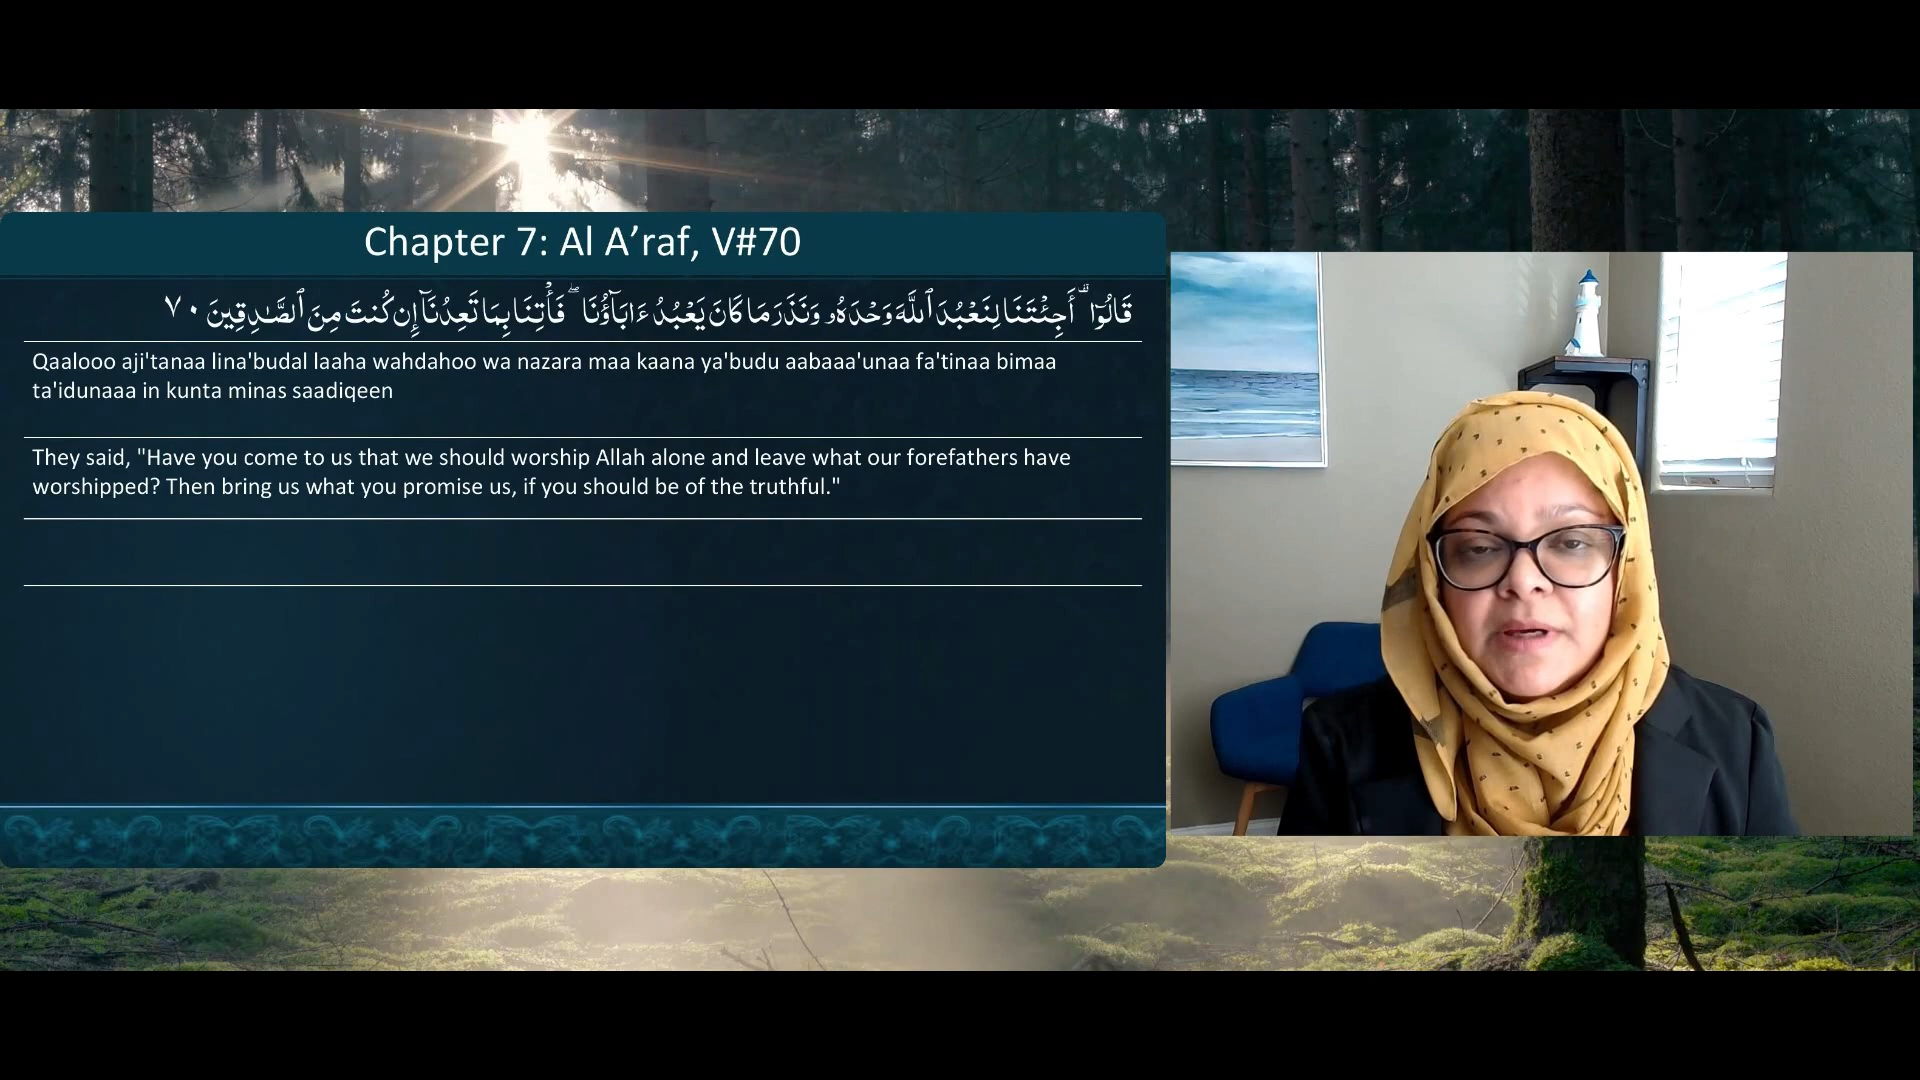 Chapter 7: Al A’raf, V#70
قَالُوٓا۟ أَجِئْتَنَا لِنَعْبُدَ ٱللَّهَ وَحْدَهُۥ وَنَذَرَ مَا كَانَ يَعْبُدُ ءَابَآؤُنَا ۖ فَأْتِنَا بِمَا تَعِدُنَآ إِن كُنتَ مِنَ ٱلصَّـٰدِقِينَ ٧٠
Qaalooo aji'tanaa lina'budal laaha wahdahoo wa nazara maa kaana ya'budu aabaaa'unaa fa'tinaa bimaa
ta'idunaaa in kunta minas saadiqeen
They said, "Have you come to us that we should worship Allah alone and leave what our forefathers have
worshipped? Then bring us what you promise us, if you should be of the truthful."